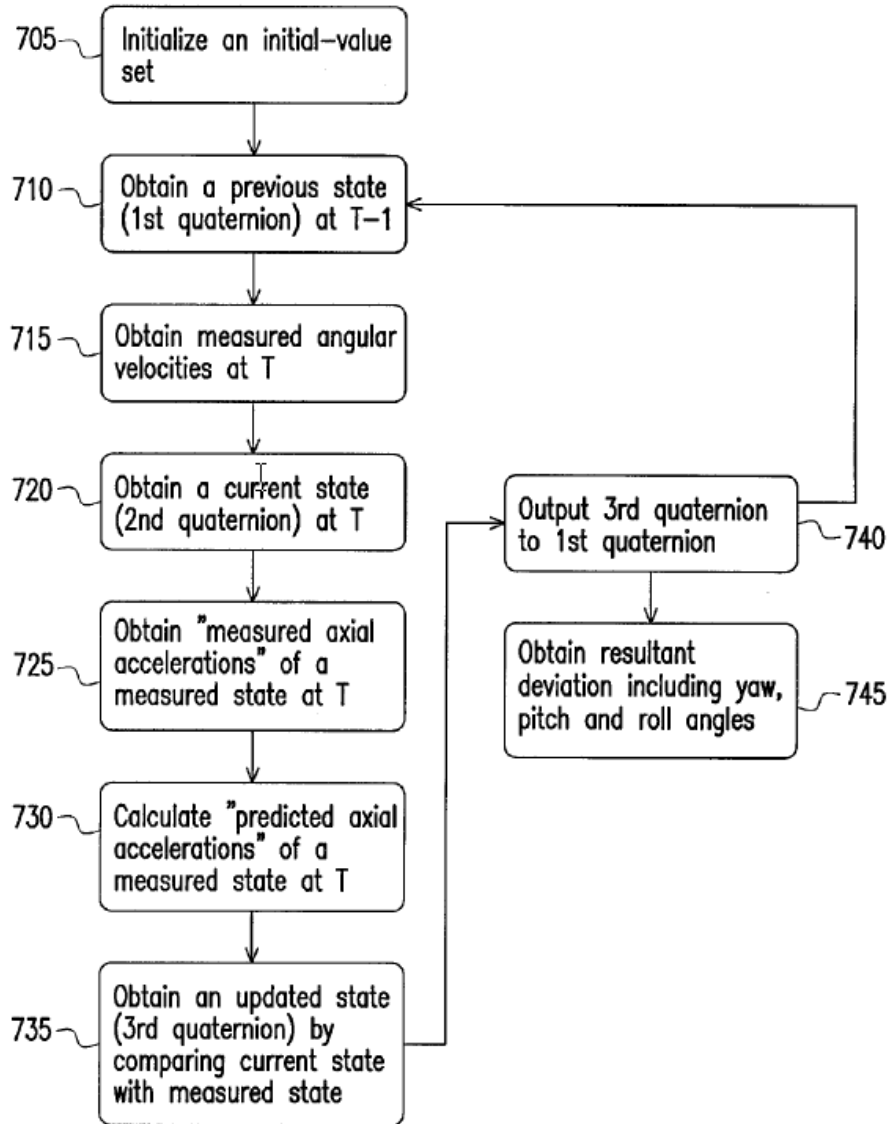 705
Initialize an initial-value
set
710
Obtain a previous state
(1st quaternion) at T-1
715
Obtain measured angular
velocities at T
720
Obtain a current state
(2nd quaternion) at T
725
Obtain "measured axial
accelerations" of a
measured state at T
730
Calculate "predicted axial
accelerations" of a
measured state at T
735
Obtain an updated state
(3rd quaternion) by
comparing current state
with measured state
Output 3rd quaternion
to 1st quaternion
740
Obtain resultant
deviation including yaw,
pitch and roll angles
745